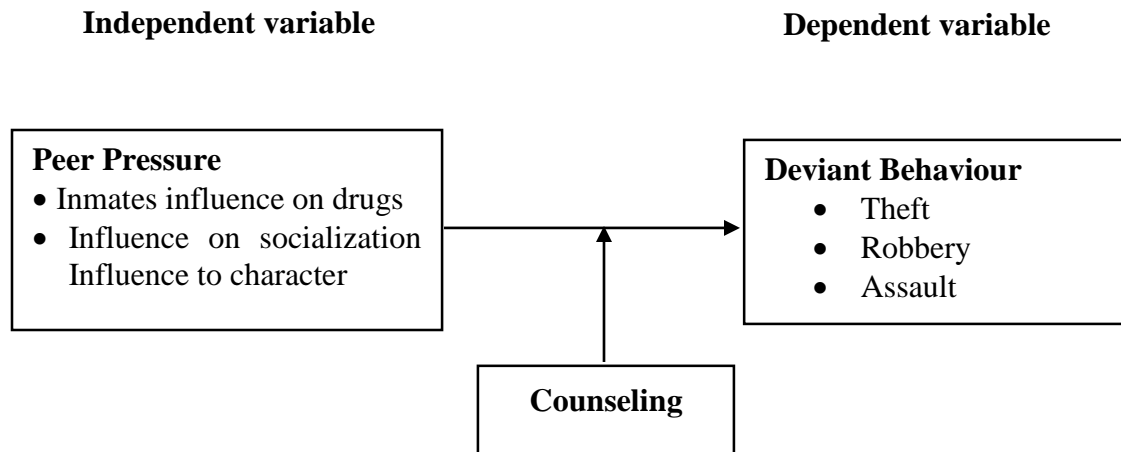 Independent variable
Dependent variable
Peer Pressure
• Inmates influence on drugs
• Influence on socialization
Influence to character
Deviant Behaviour
• Theft
• Robbery
• Assault
Counseling